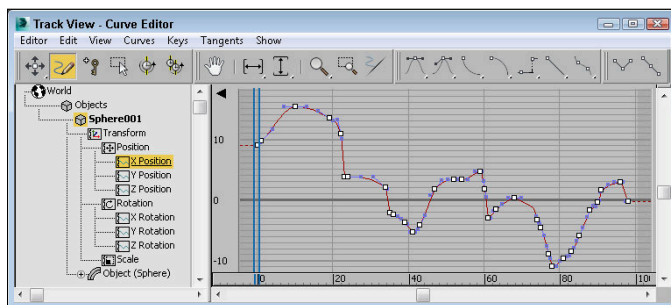 Track View - Curve Editor
Editor Edit View Curves Keys Tangents Show
World
Objects
Sphere001
Transform
Position
X Position
Y Position
Z Position
Rotation
X Rotation
Y Rotation
Z Rotation
Scale
Object (Sphere)
10
0
-10
0 20 40 60 80 100